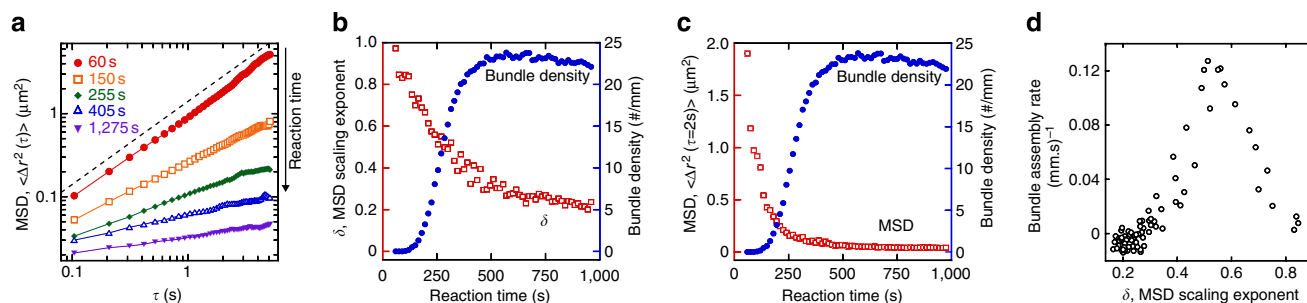 a
MSD, <Δr² (τ)> (μm²)
1
0.1
0.1
1
τ (s)
60 s
150 s
255 s
405 s
1,275 s
Reaction time
b
δ, MSD scaling exponent
1.0
0.8
0.6
0.4
0.2
0
0
250
500
750
1,000
Reaction time (s)
Bundle density
δ
25
20
15
10
5
0
Bundle density (#/mm)
c
MSD, <Δr² (τ=2s)> (μm²)
2.0
1.5
1.0
0.5
0.0
0
250
500
750
1,000
Reaction time (s)
Bundle density
MSD
25
20
15
10
5
0
Bundle density (#/mm)
d
Bundle assembly rate
(mm.s)⁻¹
0.12
0.08
0.04
0
0.2
0.4
0.6
0.8
δ, MSD scaling exponent